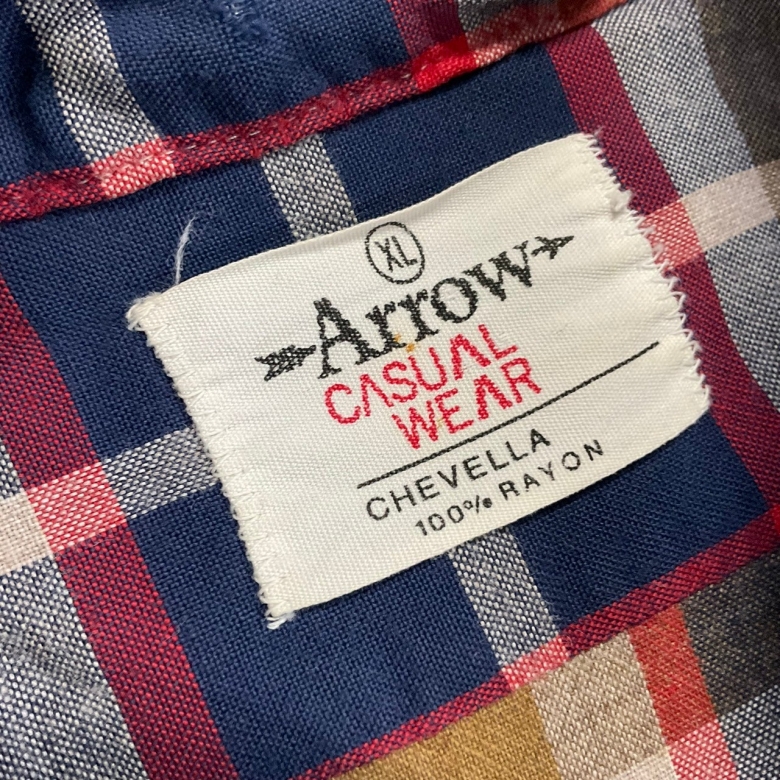 XL
Arrow
CASUAL
WEAR
CHEVELLA
100% RAYON